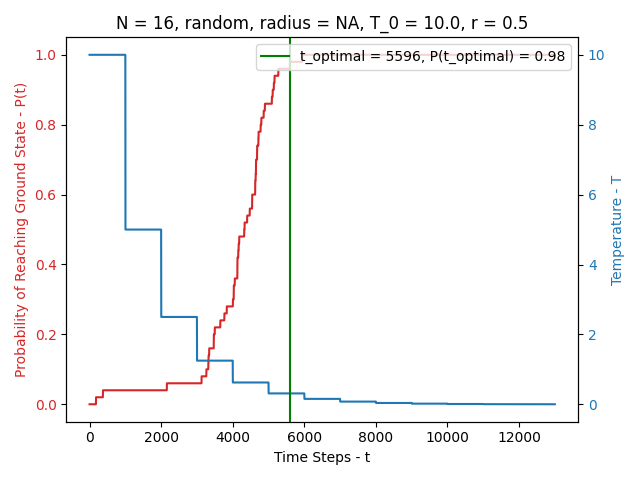 N = 16, random, radius = NA, T_0 = 10.0, r = 0.5
t_optimal = 5596, P(t_optimal) = 0.98
Probability of Reaching Ground State - P(t)
1.0
0.8
0.6
0.4
0.2
0.0
10
8
6
4
2
0
Temperature - T
0 2000 4000 6000 8000 10000 12000
Time Steps - t